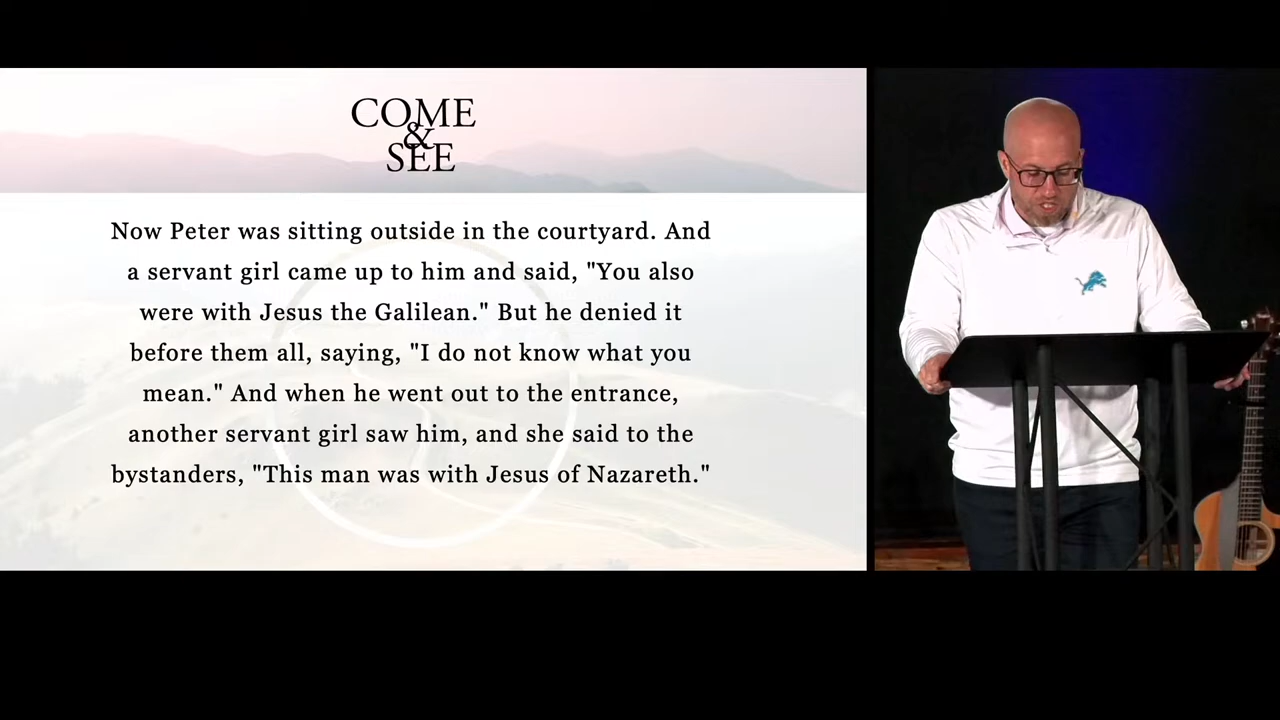 COME
&
SEE
Now Peter was sitting outside in the courtyard. And
a servant girl came up to him and said, "You also
were with Jesus the Galilean." But he denied it
before them all, saying, "I do not know what you
mean." And when he went out to the entrance,
another servant girl saw him, and she said to the
bystanders, "This man was with Jesus of Nazareth."